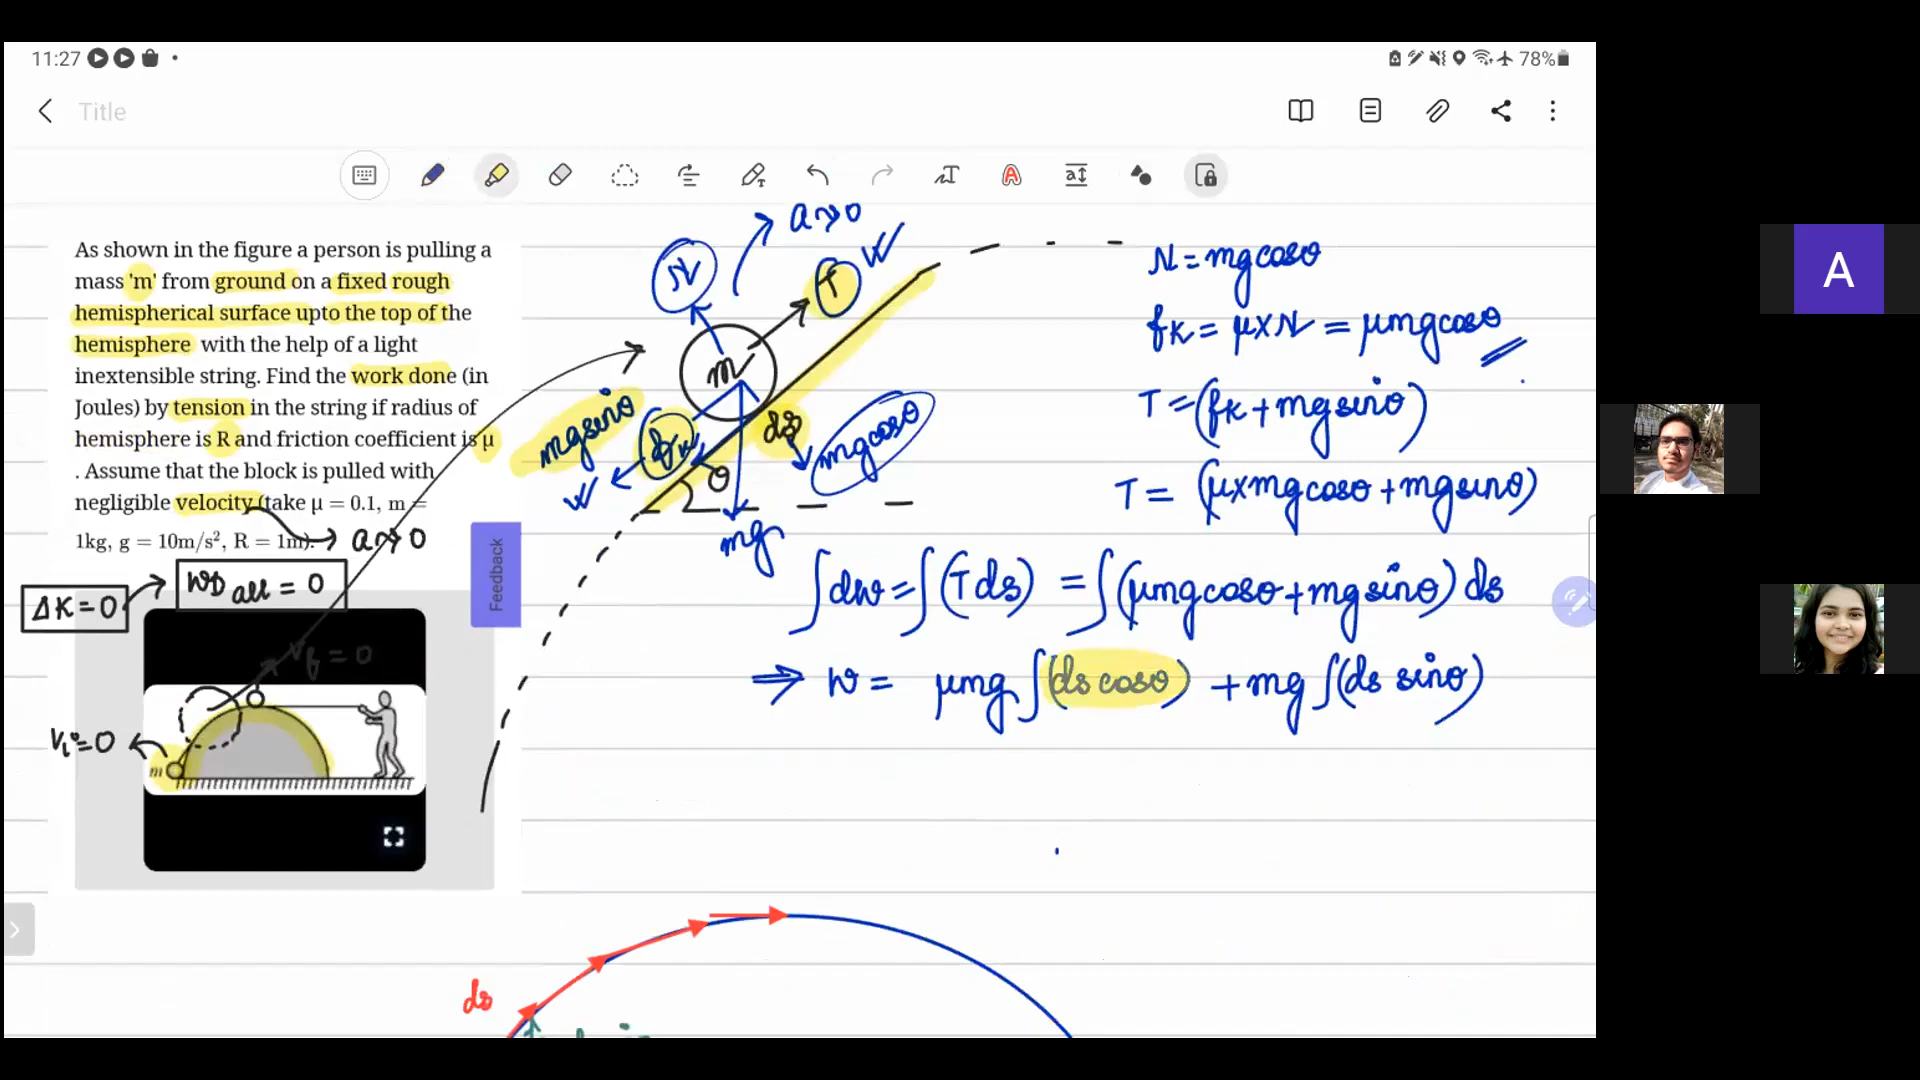 11:27
78%
Title
As shown in the figure a person is pulling a
mass 'm' from ground on a fixed rough
hemispherical surface upto the top of the
hemisphere with the help of a light
inextensible string. Find the work done (in
Joules) by tension in the string if radius of
hemisphere is R and friction coefficient is μ
. Assume that the block is pulled with
negligible velocity (take μ = 0.1, m =
1kg, g = 10m/s², R = 1m).
a→0
ΔK=0
WD all = 0
Vf = 0
Vi=0
m
Feedback
a→0
N
T
W
m
mg sinθ
fk
W
ds
θ
mg cosθ
mg
N = mg cosθ
fK = μ×N = μmg cosθ
T = (fK + mg sinθ)
T = (μ×mg cosθ + mg sinθ)
∫dw = ∫(T ds) = ∫(μmg cosθ + mg sinθ) ds
⇒ W = μmg ∫(ds cosθ) + mg ∫(ds sinθ)
ds
A